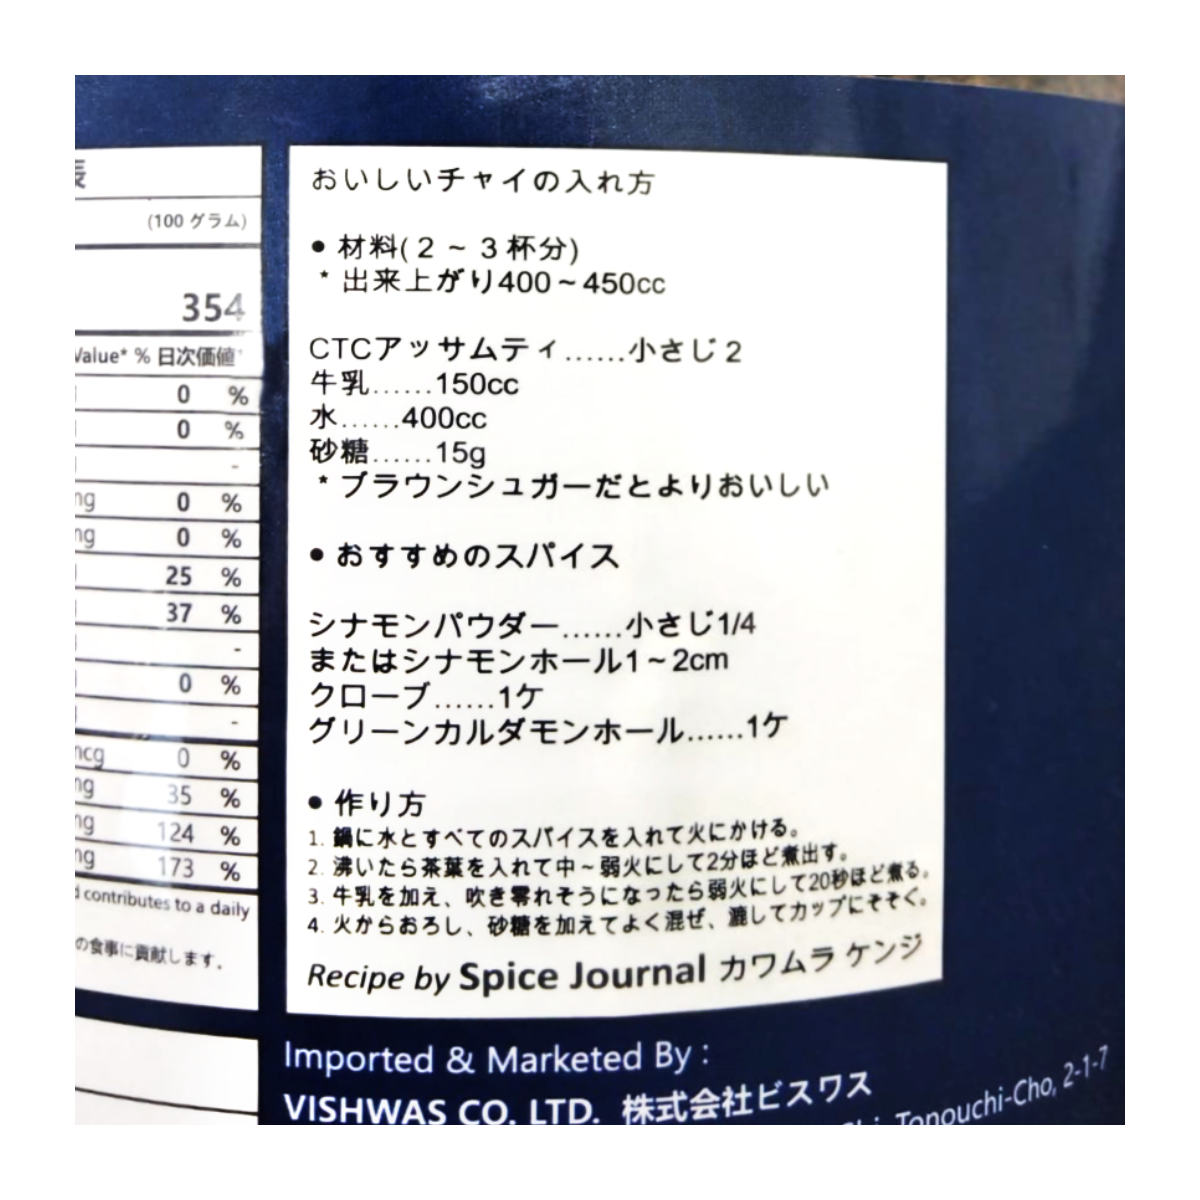 (100 グラム)
354
Value* % 日次価値*
0 %
0 %
-
mg 0 %
mg 0 %
25 %
37 %
-
0 %
-
mcg 0 %
mg 35 %
mg 124 %
mg 173 %
contributes to a daily
の食事に貢献します.
おいしいチャイの入れ方
• 材料(2～3杯分)
* 出来上がり400～450cc
CTCアッサムティ……小さじ2
牛乳……150cc
水……400cc
砂糖……15g
* ブラウンシュガーだとよりおいしい
• おすすめのスパイス
シナモンパウダー……小さじ1/4
またはシナモンホール1～2cm
クローブ……1ケ
グリーンカルダモンホール……1ケ
• 作り方
1. 鍋に水とすべてのスパイスを入れて火にかける。
2. 沸いたら茶葉を入れて中～弱火にして2分ほど煮出す。
3. 牛乳を加え、吹き零れそうになったら弱火にして20秒ほど煮る。
4. 火からおろし、砂糖を加えてよく混ぜ、漉してカップにそそぐ。
Recipe by Spice Journal カワムラ ケンジ
Imported & Marketed By :
VISHWAS CO. LTD. 株式会社ビスワス
Tonouchi-Cho, 2-1-7